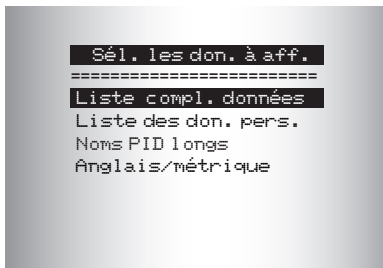 Sél. les don. à aff.
=========================
Liste compl. données
Liste des don. pers.
Noms PID longs
Anglais/métrique